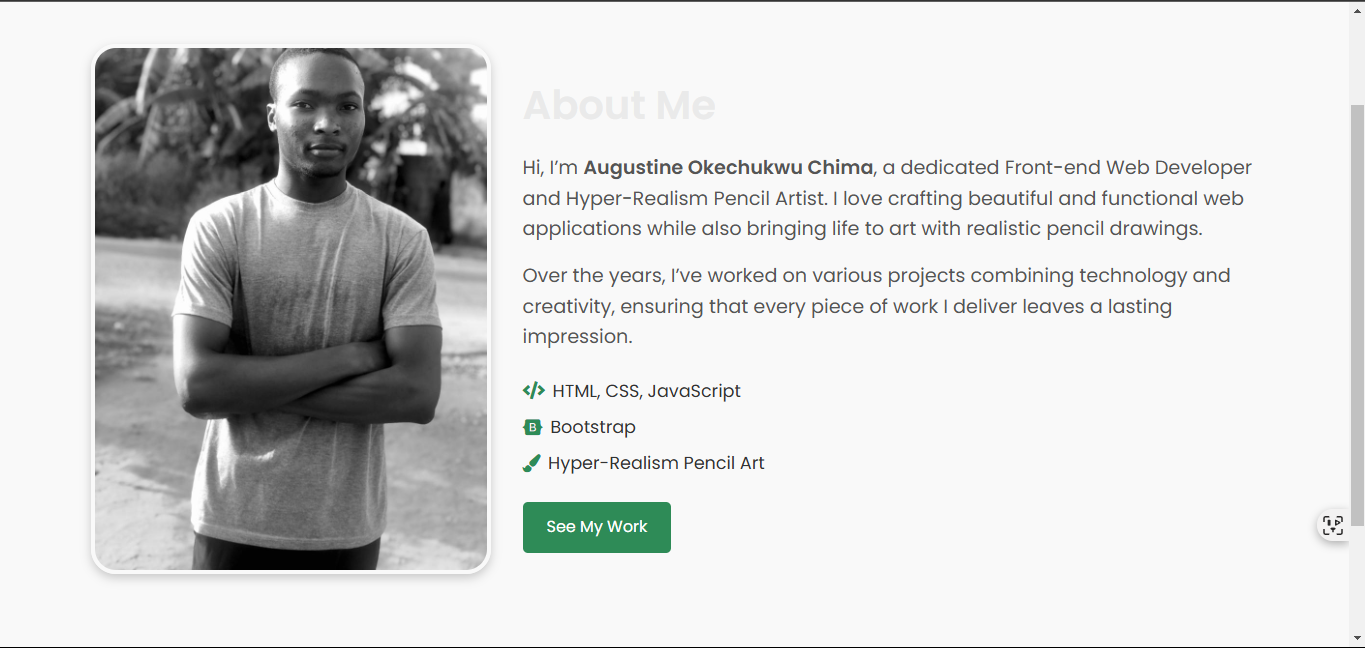 About Me
Hi, I’m Augustine Okechukwu Chima, a dedicated Front-end Web Developer
and Hyper-Realism Pencil Artist. I love crafting beautiful and functional web
applications while also bringing life to art with realistic pencil drawings.
Over the years, I’ve worked on various projects combining technology and
creativity, ensuring that every piece of work I deliver leaves a lasting
impression.
HTML, CSS, JavaScript
B Bootstrap
Hyper-Realism Pencil Art
See My Work